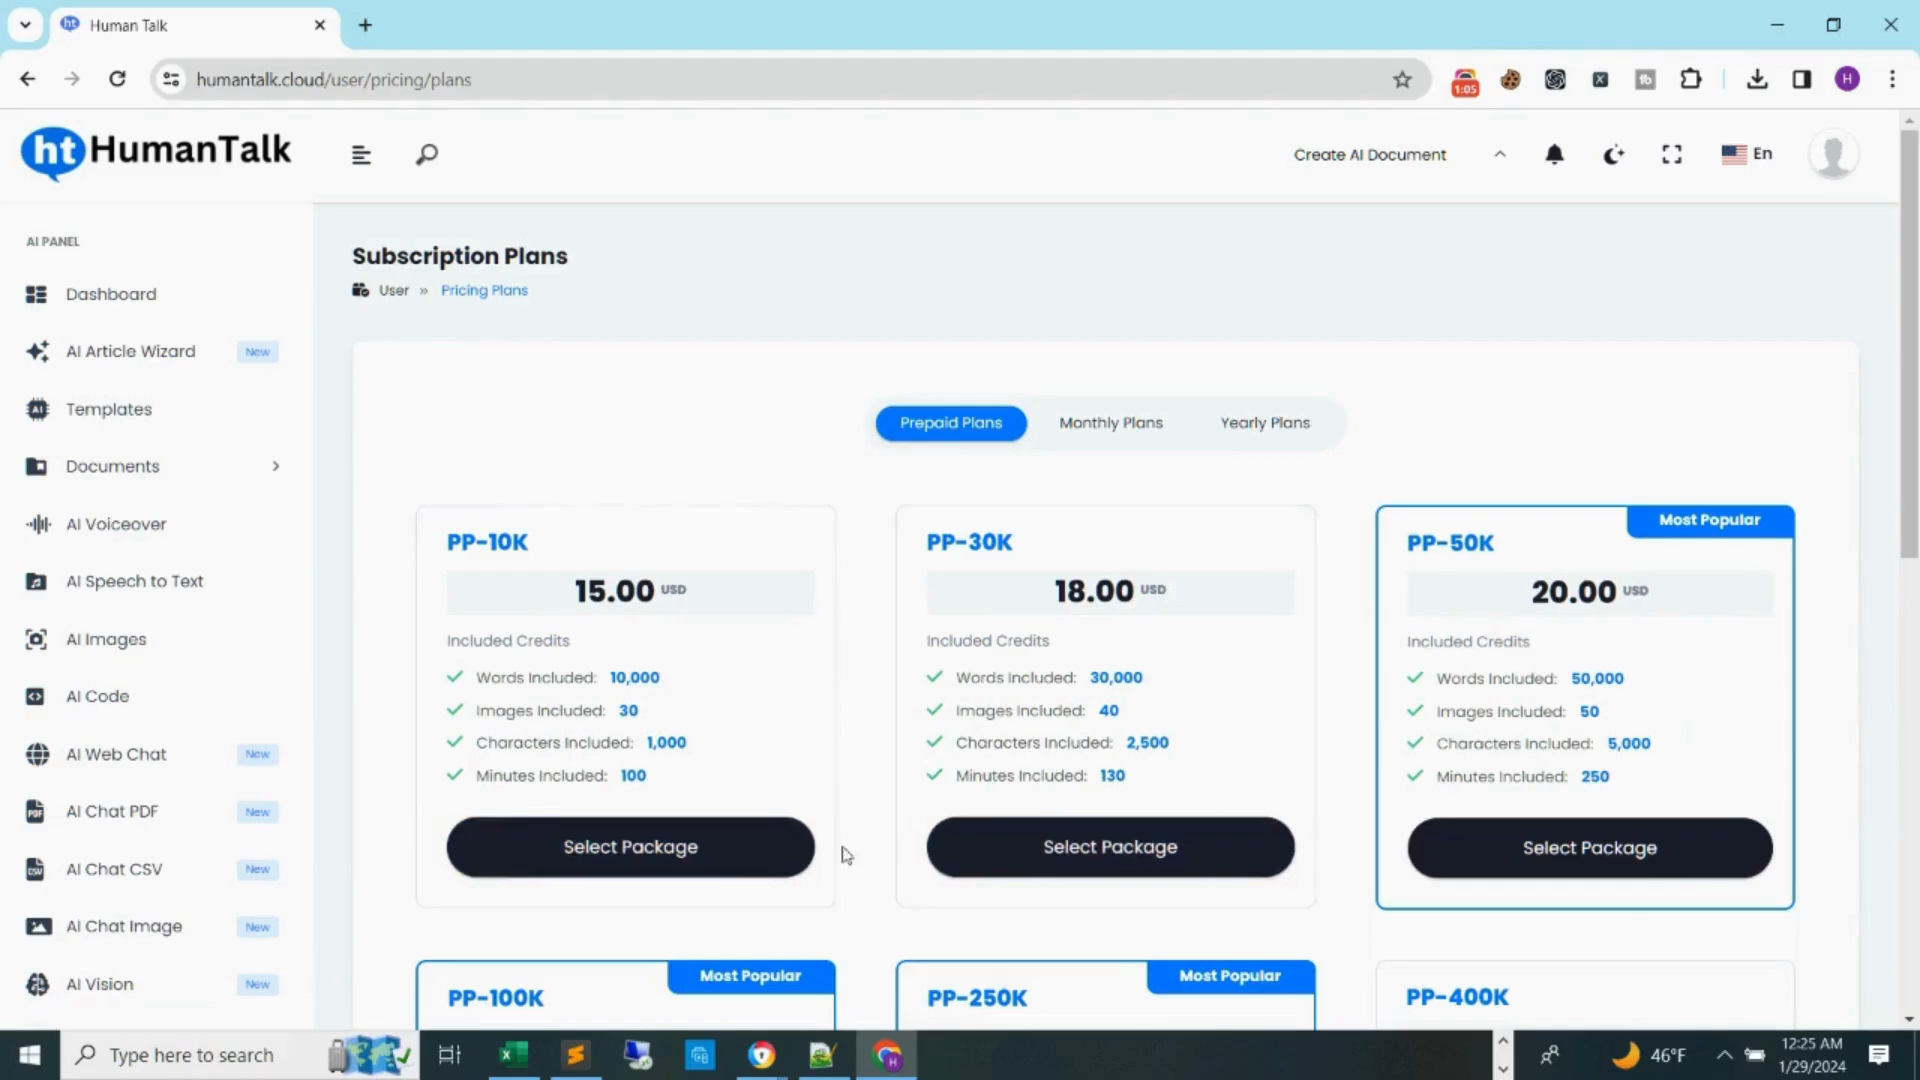 Human Talk
humantalk.cloud/user/pricing/plans
1:05
H
ht HumanTalk
Create AI Document
En
AI PANEL
Dashboard
AI Article Wizard New
Templates
Documents
AI Voiceover
AI Speech to Text
AI Images
AI Code
AI Web Chat New
AI Chat PDF New
AI Chat CSV New
AI Chat Image New
AI Vision New
Subscription Plans
User » Pricing Plans
Prepaid Plans Monthly Plans Yearly Plans
PP-10K
15.00 USD
Included Credits
Words Included: 10,000
Images Included: 30
Characters Included: 1,000
Minutes Included: 100
Select Package
PP-30K
18.00 USD
Included Credits
Words Included: 30,000
Images Included: 40
Characters Included: 2,500
Minutes Included: 130
Select Package
Most Popular
PP-50K
20.00 USD
Included Credits
Words Included: 50,000
Images Included: 50
Characters Included: 5,000
Minutes Included: 250
Select Package
Most Popular
PP-100K
Most Popular
PP-250K
PP-400K
Type here to search
46°F
12:25 AM
1/29/2024